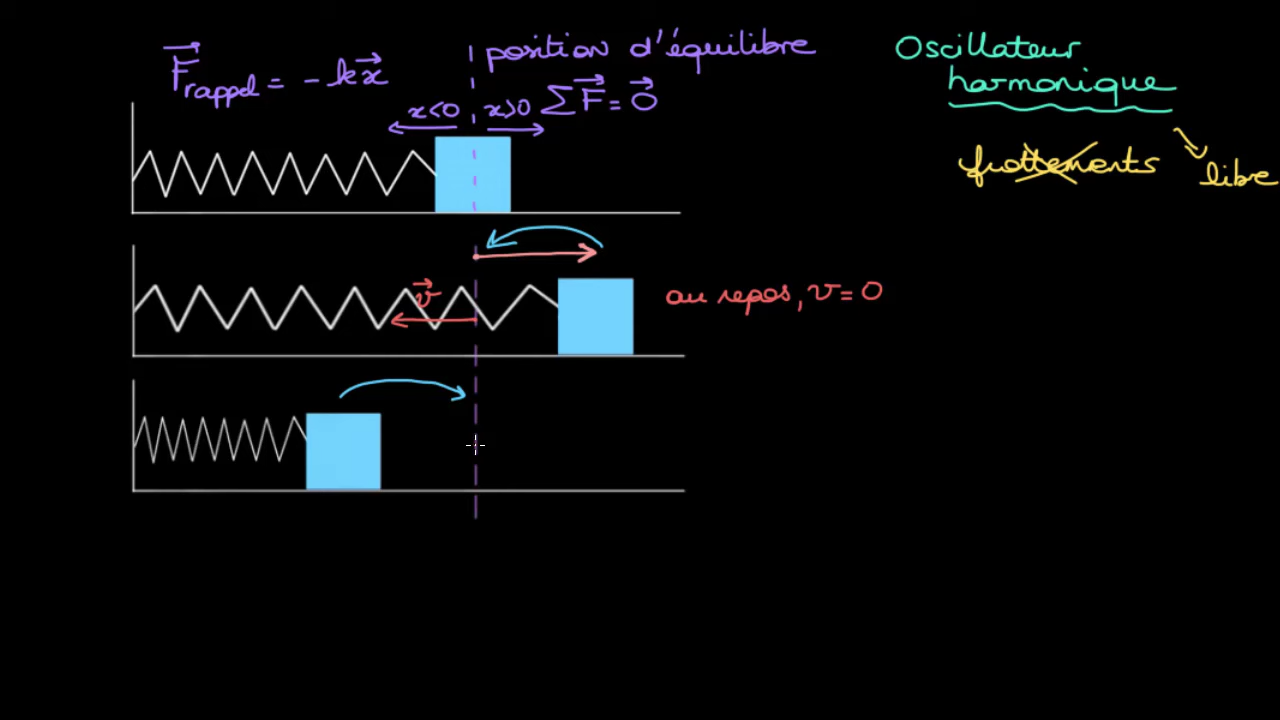 F⃗rappel = - kx⃗
position d'équilibre
x<0 x>0 ΣF⃗ = 0⃗
Oscillateur
harmonique
frottements
libre
v⃗
au repos, v = 0